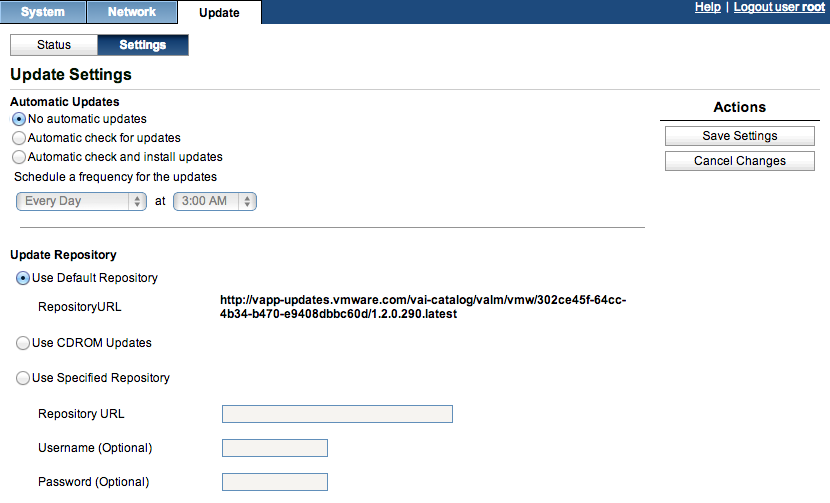 System Network Update Help | Logout user root
Status Settings
Update Settings
Automatic Updates
No automatic updates
Automatic check for updates
Automatic check and install updates
Schedule a frequency for the updates
Every Day at 3:00 AM
Actions
Save Settings
Cancel Changes
Update Repository
Use Default Repository
RepositoryURL
http://vapp-updates.vmware.com/vai-catalog/valm/vmw/302ce45f-64cc-
4b34-b470-e9408dbbc60d/1.2.0.290.latest
Use CDROM Updates
Use Specified Repository
Repository URL
Username (Optional)
Password (Optional)